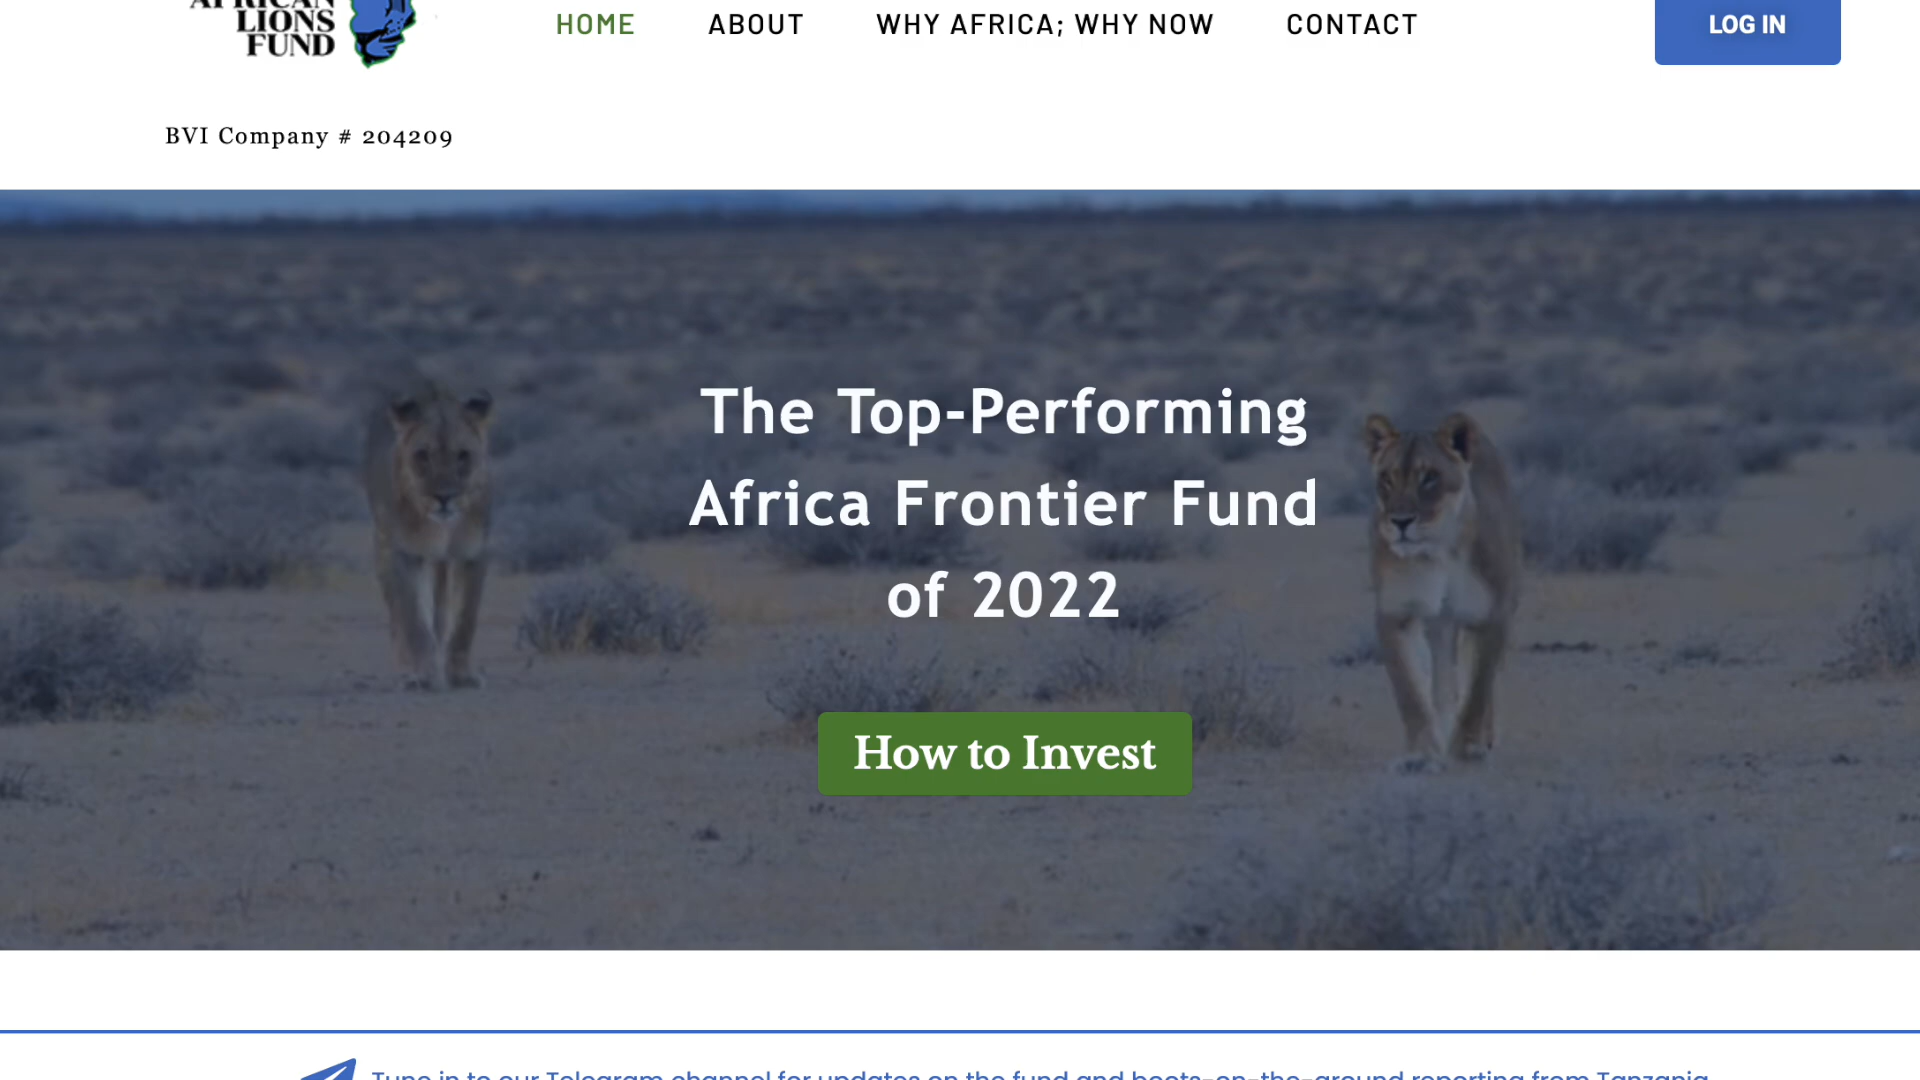 AFRICAN
LIONS
FUND
HOME ABOUT WHY AFRICA; WHY NOW CONTACT
LOG IN
BVI Company # 204209
The Top-Performing
Africa Frontier Fund
of 2022
How to Invest
Tune in to our Telegram channel for updates on the fund and boots-on-the-ground reporting from Tanzania